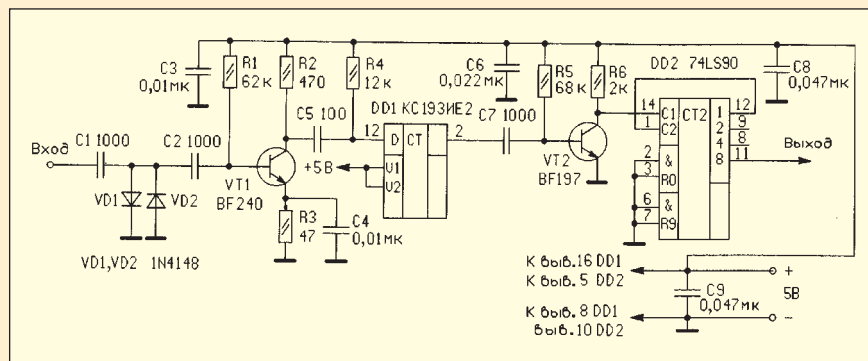 C3
0,01мк
R1
62к
R2
470
R4
12к
C6
0,022мк
R5
68к
R6
2к
DD2 74LS90
C8
0,047мк
C5 100
DD1 КС193ИЕ2
C7 1000
Вход
C1 1000
C2 1000
12
D
CT
2
+5В
V1
V2
14
1
C1
C2
CT2
1
2
4
8
12
9
8
11
Выход
2
3
&
R0
6
7
&
R9
VD1
VD2
VT1
BF240
VT2
BF197
R3
47
C4
0,01мк
VD1,VD2 1N4148
К выв.16 DD1
К выв.5 DD2
+
5В
C9
0,047мк
К выв.8 DD1
выв.10 DD2
−